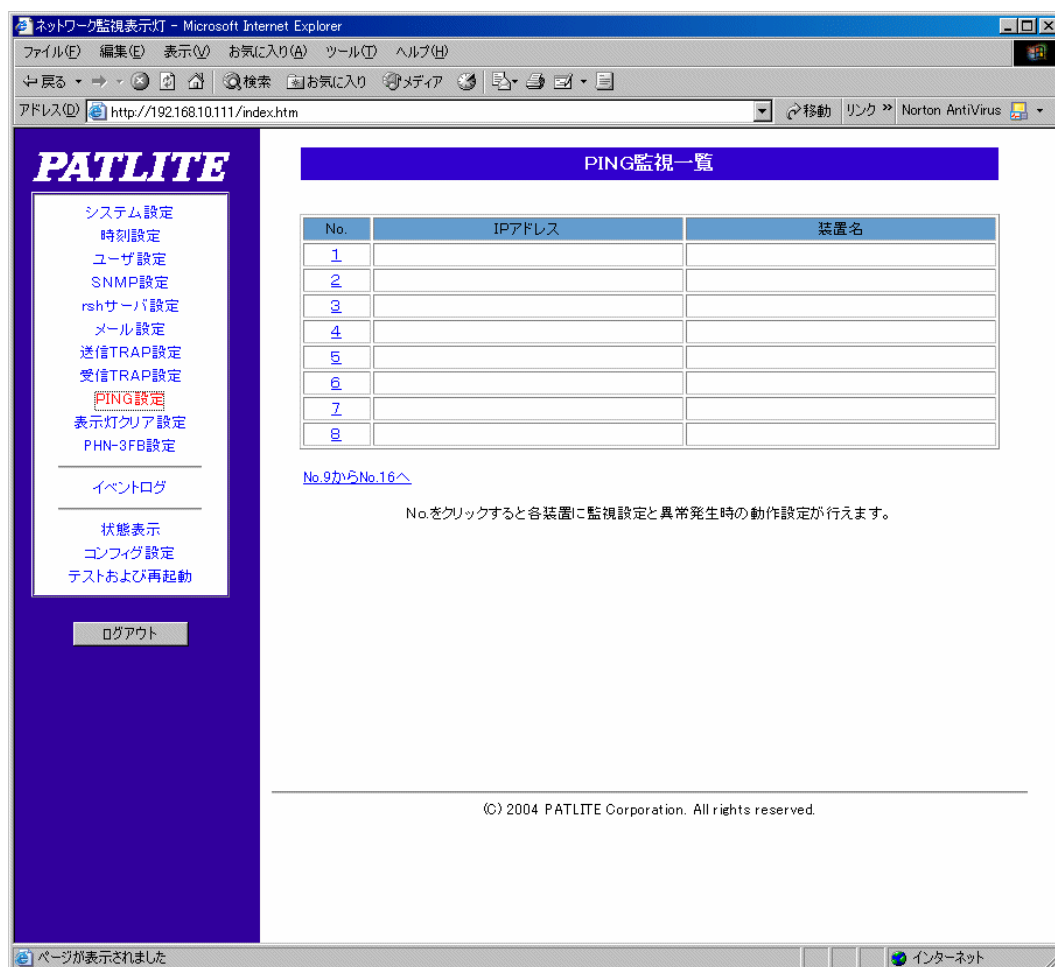 ネットワーク監視表示灯 - Microsoft Internet Explorer
ファイル(F) 編集(E) 表示(V) お気に入り(A) ツール(T) ヘルプ(H)
戻る 検索 お気に入り メディア
アドレス(D) http://192.168.10.111/index.htm 移動 リンク » Norton AntiVirus
PATLITE
システム設定
時刻設定
ユーザ設定
SNMP設定
rshサーバ設定
メール設定
送信TRAP設定
受信TRAP設定
PING設定
表示灯クリア設定
PHN-3FB設定
イベントログ
状態表示
コンフィグ設定
テストおよび再起動
ログアウト
PING監視一覧
No. IPアドレス 装置名
1
2
3
4
5
6
7
8
No.9からNo.16へ
No.をクリックすると各装置に監視設定と異常発生時の動作設定が行えます。
(C) 2004 PATLITE Corporation. All rights reserved.
ページが表示されました インターネット